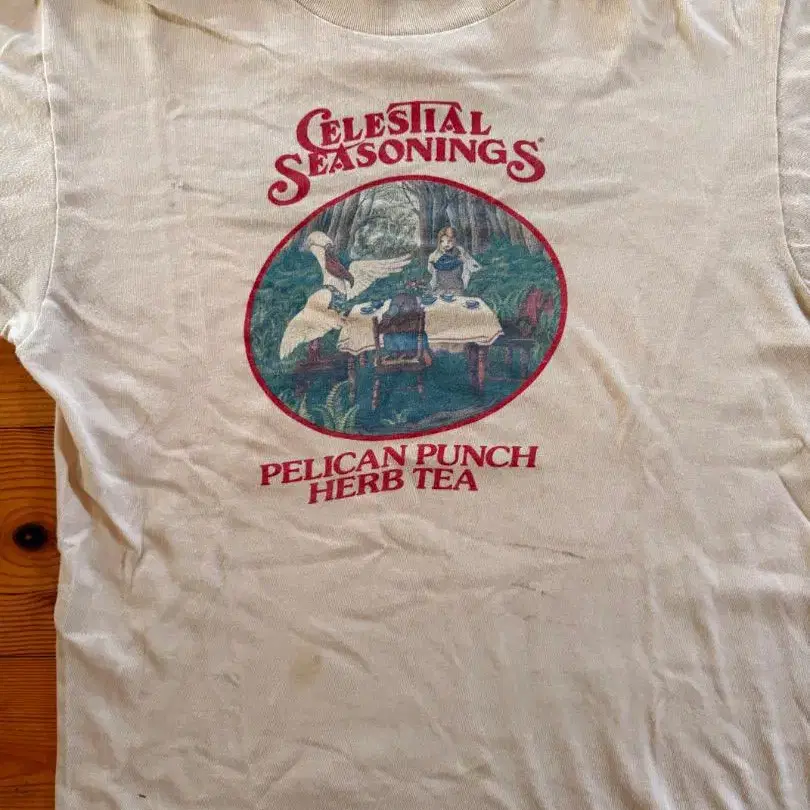 CELESTIAL
SEASONINGS®
PELICAN PUNCH
HERB TEA